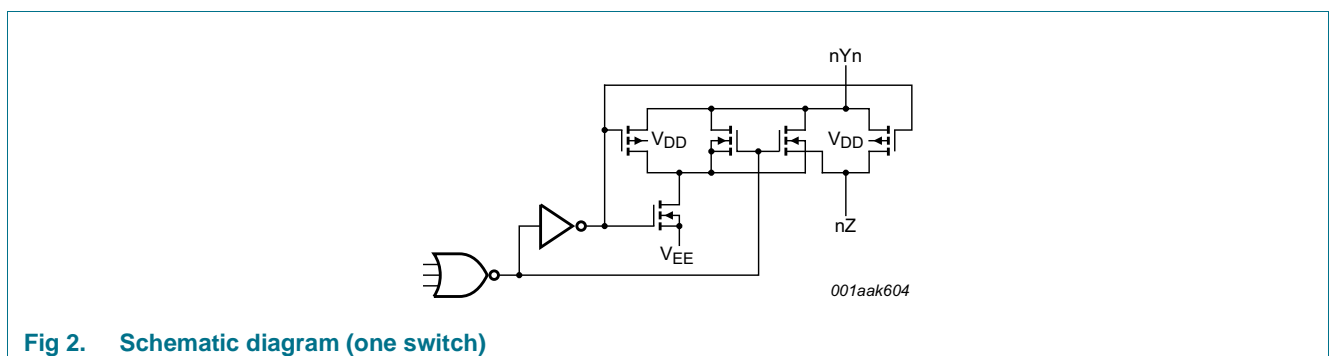 nYn
VDD
VDD
nZ
VEE
001aak604
Fig 2. Schematic diagram (one switch)